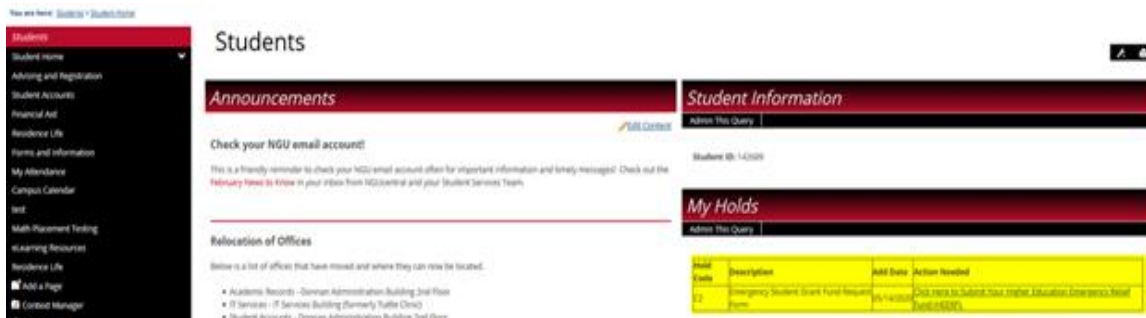 You are here: Students > Student Home
Students
Student Home
Advising and Registration
Student Accounts
Financial Aid
Residence Life
Forms and Information
My Attendance
Campus Calendar
test
Math Placement Testing
eLearning Resources
Residence Life
Add a Page
Context Manager
Students
Announcements
Edit Content
Check your NGU email account!
This is a friendly reminder to check your NGU email account often for important information and timely messages! Check out the
February News to Know in your inbox from NGUcentral and your Student Services Team.
Relocation of Offices
Below is a list of offices that have moved and where they can now be located.
• Academic Records - Donnan Administration Building 2nd Floor
• IT Services - IT Services Building (formerly Tuttle Clinic)
• Student Accounts - Donnan Administration Building 2nd Floor
Student Information
Admin This Query
Student ID: 142689
My Holds
Admin This Query
Hold Code Description Add Date Action Needed
CZ Emergency Student Grant Fund Request Form Click Here to Submit Your Higher Education Emergency Relief